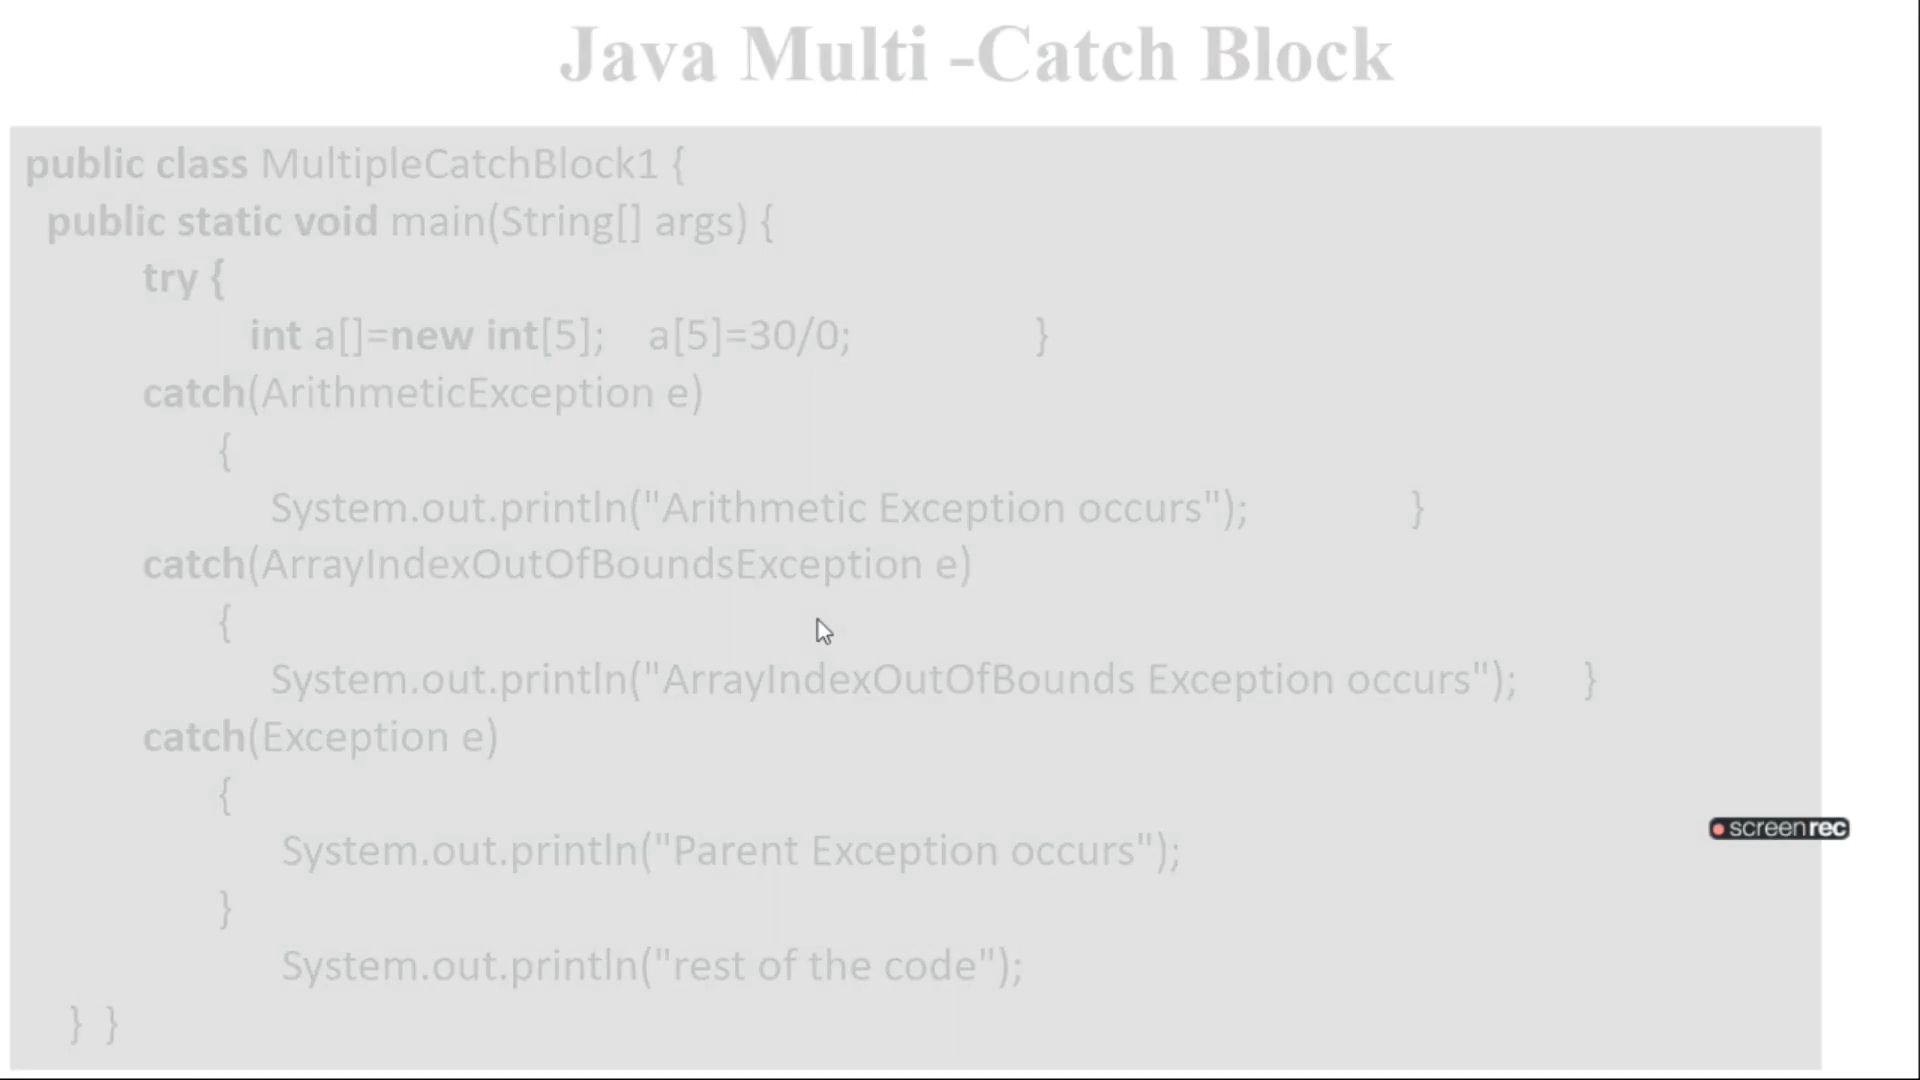 Java Multi -Catch Block
public class MultipleCatchBlock1 {
public static void main(String[] args) {
try {
int a[]=new int[5];    a[5]=30/0;    }
catch(ArithmeticException e)
{
System.out.println("Arithmetic Exception occurs");    }
catch(ArrayIndexOutOfBoundsException e)
{
System.out.println("ArrayIndexOutOfBounds Exception occurs");    }
catch(Exception e)
{
screenrec
System.out.println("Parent Exception occurs");
}
System.out.println("rest of the code");
} }